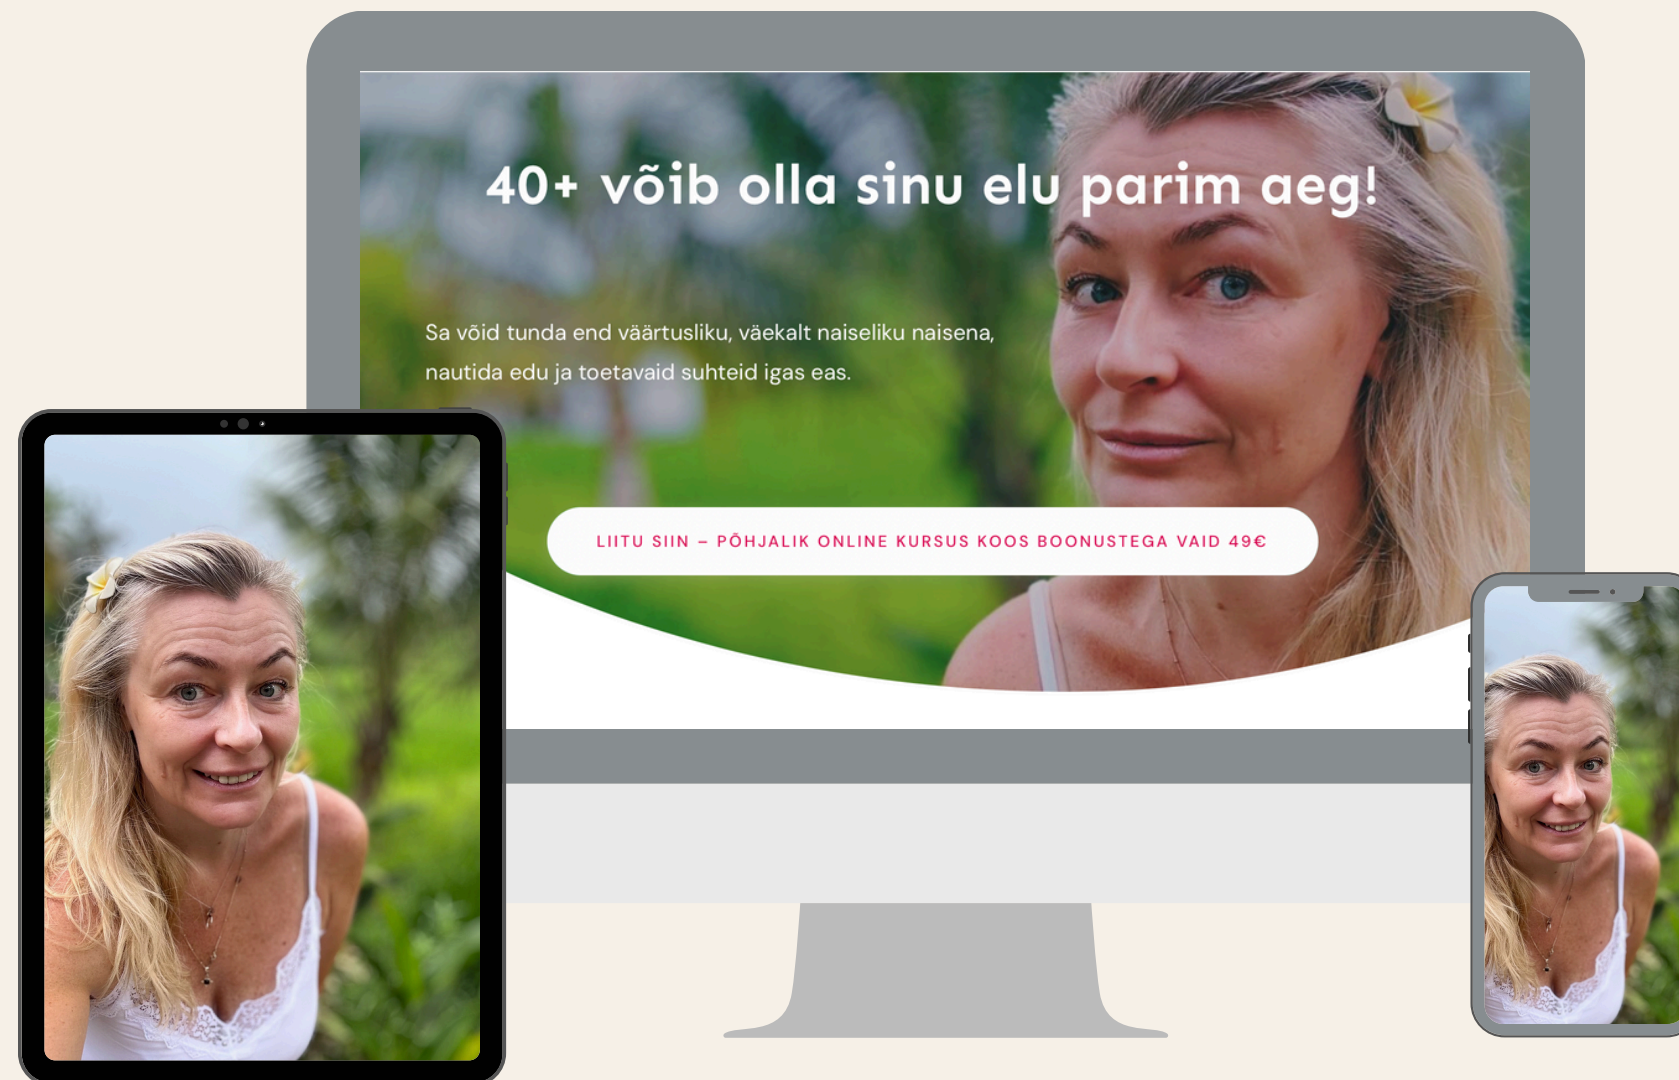 40+ võib olla sinu elu parim aeg!
Sa võid tunda end väärtusliku, väekalt naiseliku naisena,
nautida edu ja toetavaid suhteid igas eas.
LIITU SIIN – PÕHJALIK ONLINE KURSUS KOOS BOONUSTEGA VAID 49€